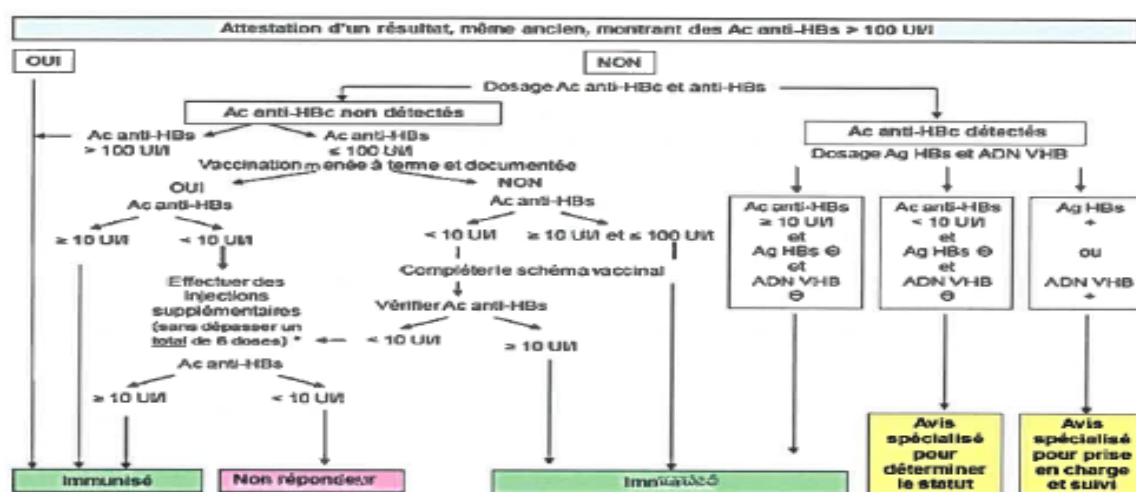 Attestation d'un résultat, même ancien, montrant des Ac anti-HBs > 100 UI/l
OUI
NON
Dosage Ac anti-HBc et anti-HBs
Ac anti-HBc non détectés
Ac anti-HBc détectés
Ac anti-HBs
> 100 UI/l
Ac anti-HBs
≤ 100 UI/l
Dosage Ag HBs et ADN VHB
Vaccination menée à terme et documentée
OUI
Ac anti-HBs
NON
Ac anti-HBs
≥ 10 UI/l
< 10 UI/l
< 10 UI/l
≥ 10 UI/l et ≤ 100 UI/l
Ac anti-HBs
≥ 10 UI/l
et
Ag HBs ⊖
et
ADN VHB
⊖
Ac anti-HBs
< 10 UI/l
et
Ag HBs ⊖
et
ADN VHB
⊖
Ag HBs
+
ou
ADN VHB
+
Effectuer des
Injections
supplémentaires
(sans dépasser un
total de 6 doses) *
Compléter le schéma vaccinal
Vérifier Ac anti-HBs
< 10 UI/l
≥ 10 UI/l
Ac anti-HBs
≥ 10 UI/l
< 10 UI/l
Immunisé
Non répondeur
Immunisé
Avis
spécialisé
pour
déterminer
le statut
Avis
spécialisé
pour prise
en charge
et suivi